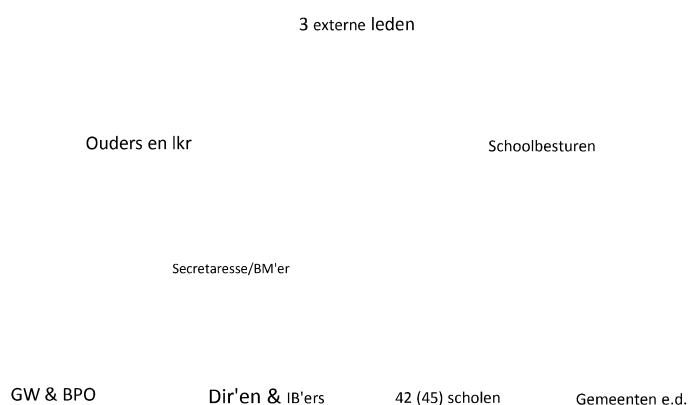 3 externe leden
Ouders en lkr
Schoolbesturen
Secretaresse/BM'er
GW & BPO
Dir'en & IB'ers
42 (45) scholen
Gemeenten e.d.